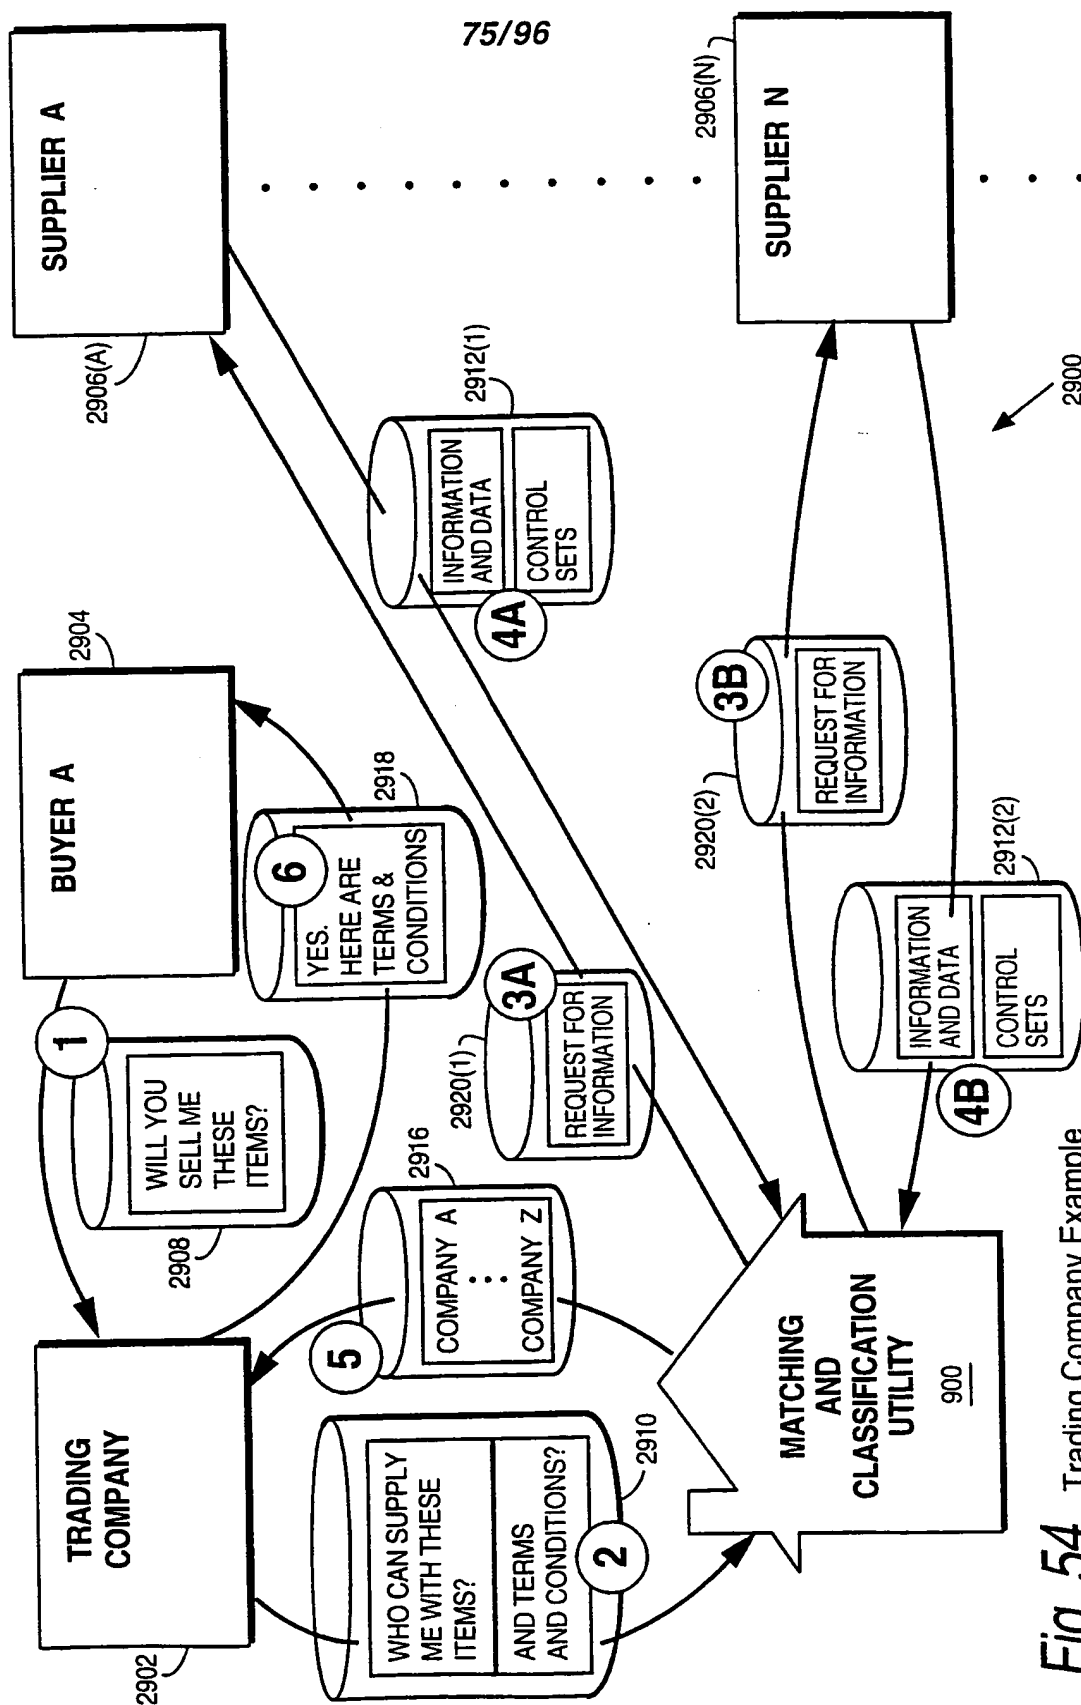 75/96
TRADING
COMPANY
2902
BUYER A
2904
SUPPLIER A
2906(A)
1
WILL YOU
SELL ME
THESE
ITEMS?
2908
6
YES.
HERE ARE
TERMS &
CONDITIONS
2918
WHO CAN SUPPLY
ME WITH THESE
ITEMS?
AND TERMS
AND CONDITIONS?
2
2910
5
COMPANY A
COMPANY Z
2916
2920(1)
3A
REQUEST FOR
INFORMATION
4A
INFORMATION
AND DATA
CONTROL
SETS
2912(1)
MATCHING
AND
CLASSIFICATION
UTILITY
900
2920(2)
3B
REQUEST FOR
INFORMATION
4B
INFORMATION
AND DATA
CONTROL
SETS
2912(2)
SUPPLIER N
2906(N)
2900
Fig. 54 Trading Company Example